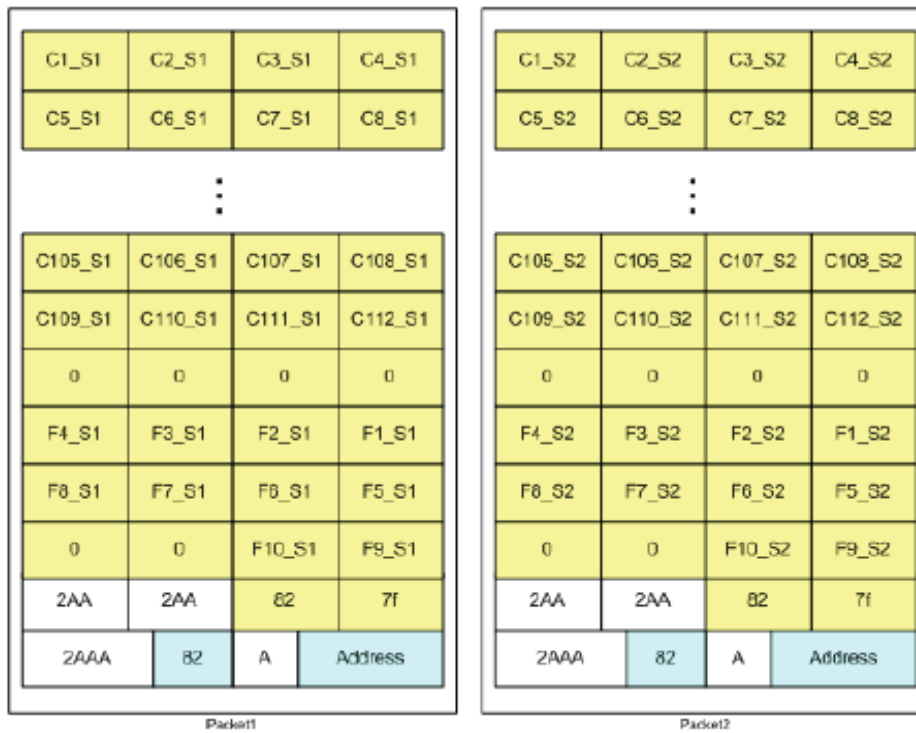 C1_S1 C2_S1 C3_S1 C4_S1
C5_S1 C6_S1 C7_S1 C8_S1
C105_S1 C106_S1 C107_S1 C108_S1
C109_S1 C110_S1 C111_S1 C112_S1
0 0 0 0
F4_S1 F3_S1 F2_S1 F1_S1
F8_S1 F7_S1 F6_S1 F5_S1
0 0 F10_S1 F9_S1
2AA 2AA 82 7f
2AAA 82 A Address
Packet1
C1_S2 C2_S2 C3_S2 C4_S2
C5_S2 C6_S2 C7_S2 C8_S2
C105_S2 C106_S2 C107_S2 C108_S2
C109_S2 C110_S2 C111_S2 C112_S2
0 0 0 0
F4_S2 F3_S2 F2_S2 F1_S2
F8_S2 F7_S2 F6_S2 F5_S2
0 0 F10_S2 F9_S2
2AA 2AA 82 7f
2AAA 82 A Address
Packet2